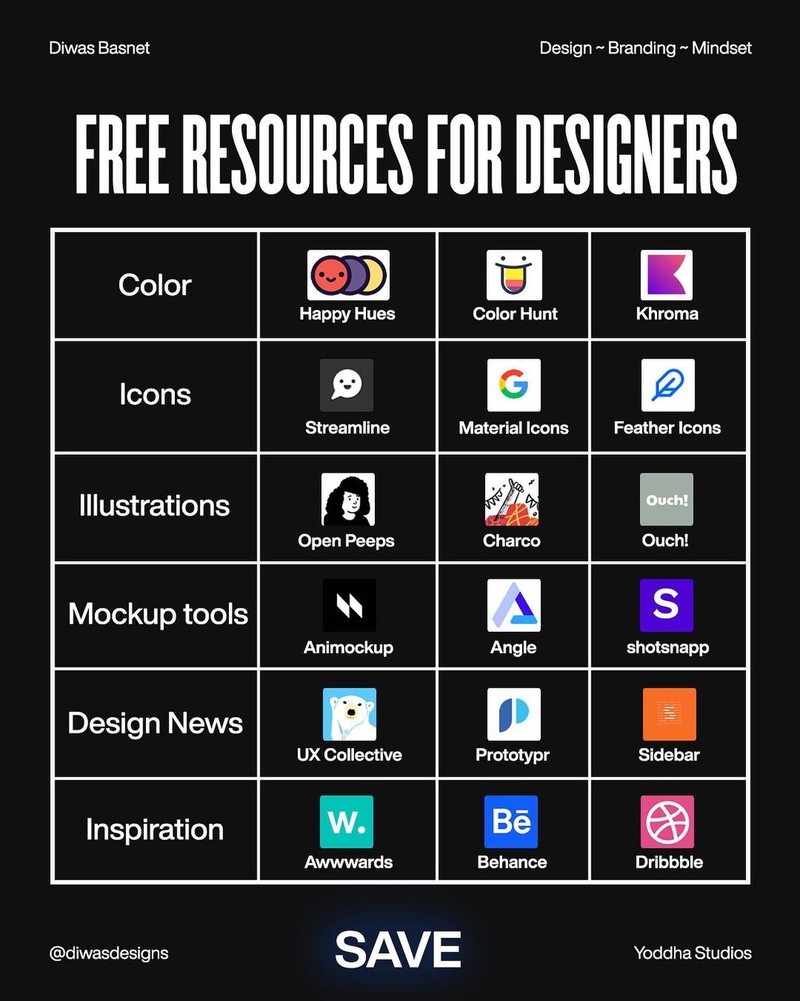 Diwas Basnet
Design ~ Branding ~ Mindset
FREE RESOURCES FOR DESIGNERS
Color
Happy Hues
Color Hunt
Khroma
Icons
Streamline
G
Material Icons
Feather Icons
Illustrations
Open Peeps
Charco
Ouch!
Ouch!
Mockup tools
Animockup
Angle
S
shotsnapp
Design News
UX Collective
Prototypr
S
Sidebar
Inspiration
W.
Awwwards
Bē
Behance
Dribbble
@diwasdesigns
SAVE
Yoddha Studios